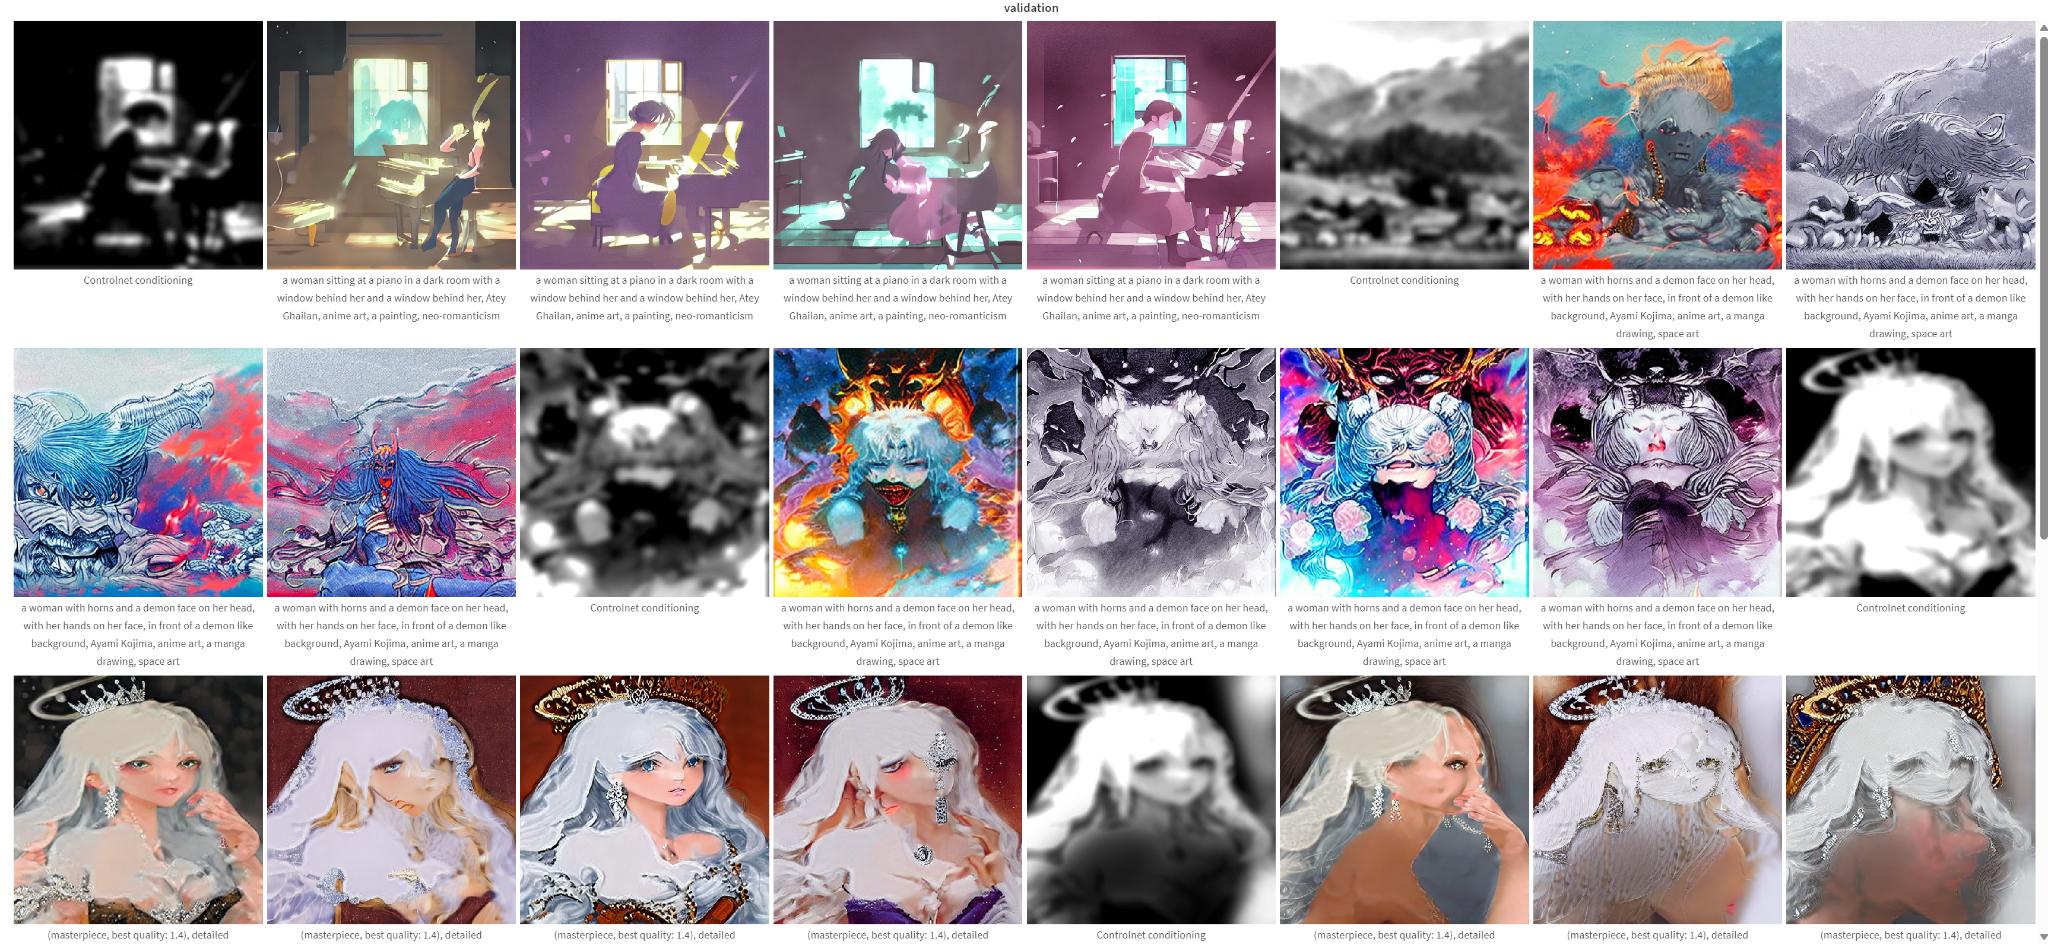 validation
Controlnet conditioning
a woman sitting at a piano in a dark room with a
window behind her and a window behind her, Atey
Ghailan, anime art, a painting, neo-romanticism
a woman sitting at a piano in a dark room with a
window behind her and a window behind her, Atey
Ghailan, anime art, a painting, neo-romanticism
a woman sitting at a piano in a dark room with a
window behind her and a window behind her, Atey
Ghailan, anime art, a painting, neo-romanticism
a woman sitting at a piano in a dark room with a
window behind her and a window behind her, Atey
Ghailan, anime art, a painting, neo-romanticism
Controlnet conditioning
a woman with horns and a demon face on her head,
with her hands on her face, in front of a demon like
background, Ayami Kojima, anime art, a manga
drawing, space art
a woman with horns and a demon face on her head,
with her hands on her face, in front of a demon like
background, Ayami Kojima, anime art, a manga
drawing, space art
a woman with horns and a demon face on her head,
with her hands on her face, in front of a demon like
background, Ayami Kojima, anime art, a manga
drawing, space art
a woman with horns and a demon face on her head,
with her hands on her face, in front of a demon like
background, Ayami Kojima, anime art, a manga
drawing, space art
Controlnet conditioning
a woman with horns and a demon face on her head,
with her hands on her face, in front of a demon like
background, Ayami Kojima, anime art, a manga
drawing, space art
a woman with horns and a demon face on her head,
with her hands on her face, in front of a demon like
background, Ayami Kojima, anime art, a manga
drawing, space art
a woman with horns and a demon face on her head,
with her hands on her face, in front of a demon like
background, Ayami Kojima, anime art, a manga
drawing, space art
a woman with horns and a demon face on her head,
with her hands on her face, in front of a demon like
background, Ayami Kojima, anime art, a manga
drawing, space art
Controlnet conditioning
(masterpiece, best quality: 1.4), detailed
(masterpiece, best quality: 1.4), detailed
(masterpiece, best quality: 1.4), detailed
(masterpiece, best quality: 1.4), detailed
Controlnet conditioning
(masterpiece, best quality: 1.4), detailed
(masterpiece, best quality: 1.4), detailed
(masterpiece, best quality: 1.4), detailed